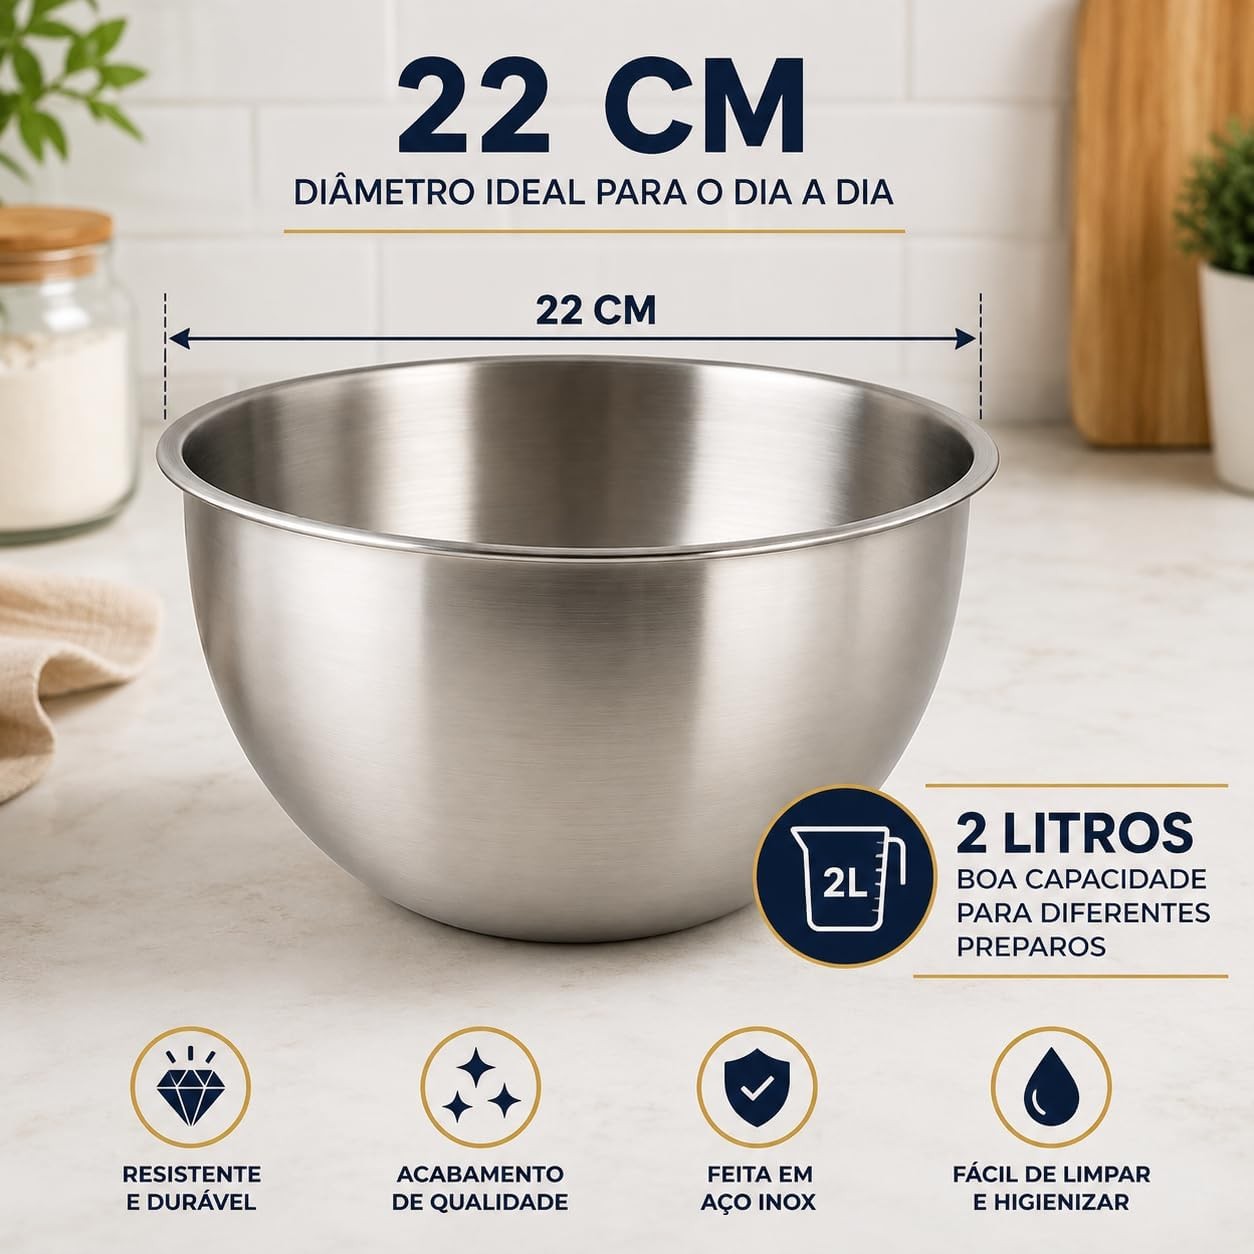 22 CM
DIÂMETRO IDEAL PARA O DIA A DIA
22 CM
2L
2 LITROS
BOA CAPACIDADE
PARA DIFERENTES
PREPAROS
RESISTENTE
E DURÁVEL
ACABAMENTO
DE QUALIDADE
FEITA EM
AÇO INOX
FÁCIL DE LIMPAR
E HIGIENIZAR